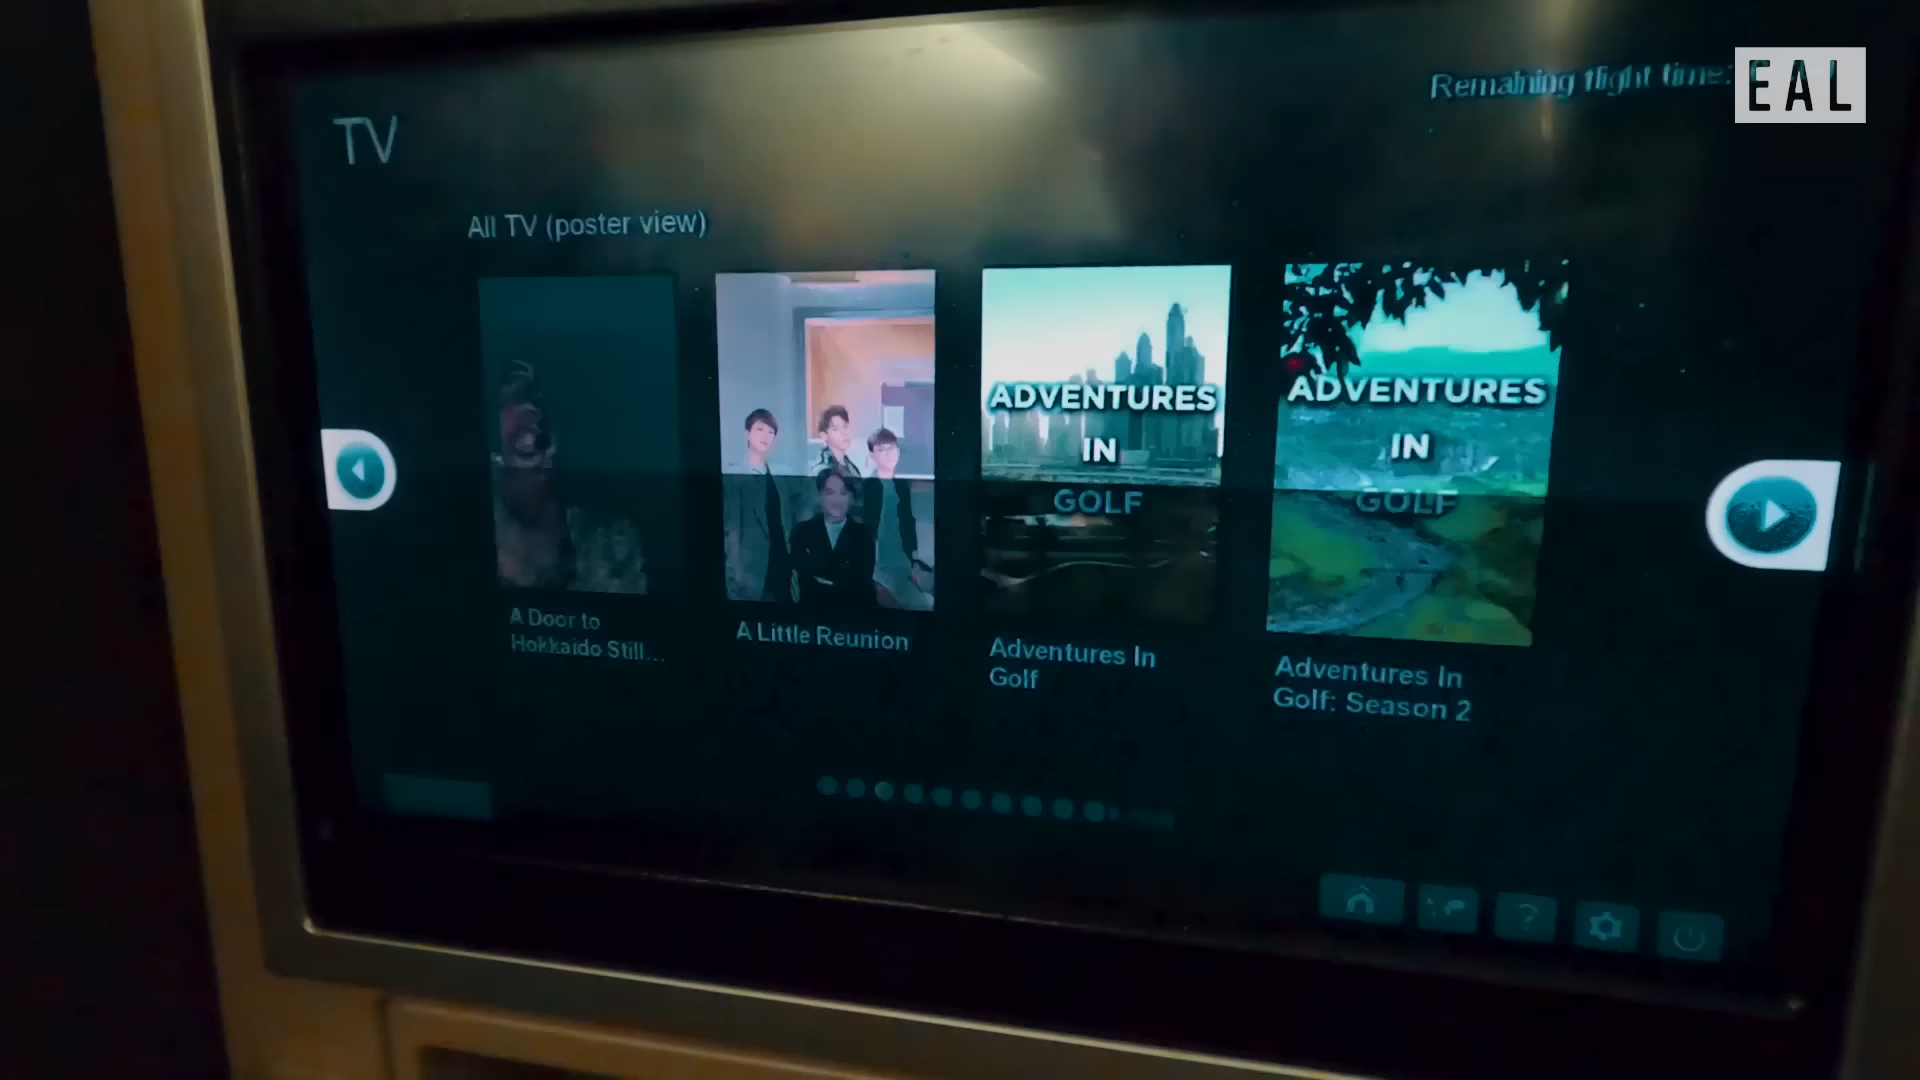 Remaining flight time:
EAL
TV
All TV (poster view)
ADVENTURES
IN
GOLF
ADVENTURES
IN
GOLF
A Door to
Hokkaido Still...
A Little Reunion
Adventures In
Golf
Adventures In
Golf: Season 2
?